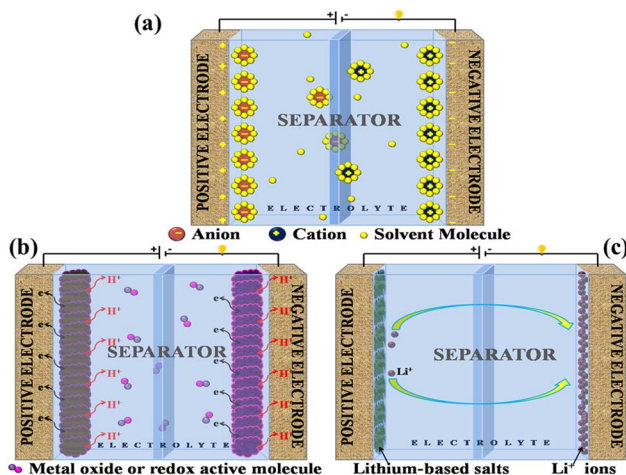 (a)
+ -
POSITIVE ELECTRODE
SEPARATOR
NEGATIVE ELECTRODE
ELECTROLYTE
Anion
Cation
Solvent Molecule
(b)
+ -
POSITIVE ELECTRODE
e⁻
e⁻
e⁻
e⁻
e⁻
H⁺
H⁺
H⁺
H⁺
H⁺
SEPARATOR
e⁻
e⁻
e⁻
e⁻
e⁻
H⁺
H⁺
H⁺
H⁺
H⁺
NEGATIVE ELECTRODE
ELECTROLYTE
Metal oxide or redox active molecule
(c)
+ -
POSITIVE ELECTRODE
SEPARATOR
Li⁺
NEGATIVE ELECTRODE
ELECTROLYTE
Lithium-based salts
Li⁺ ions